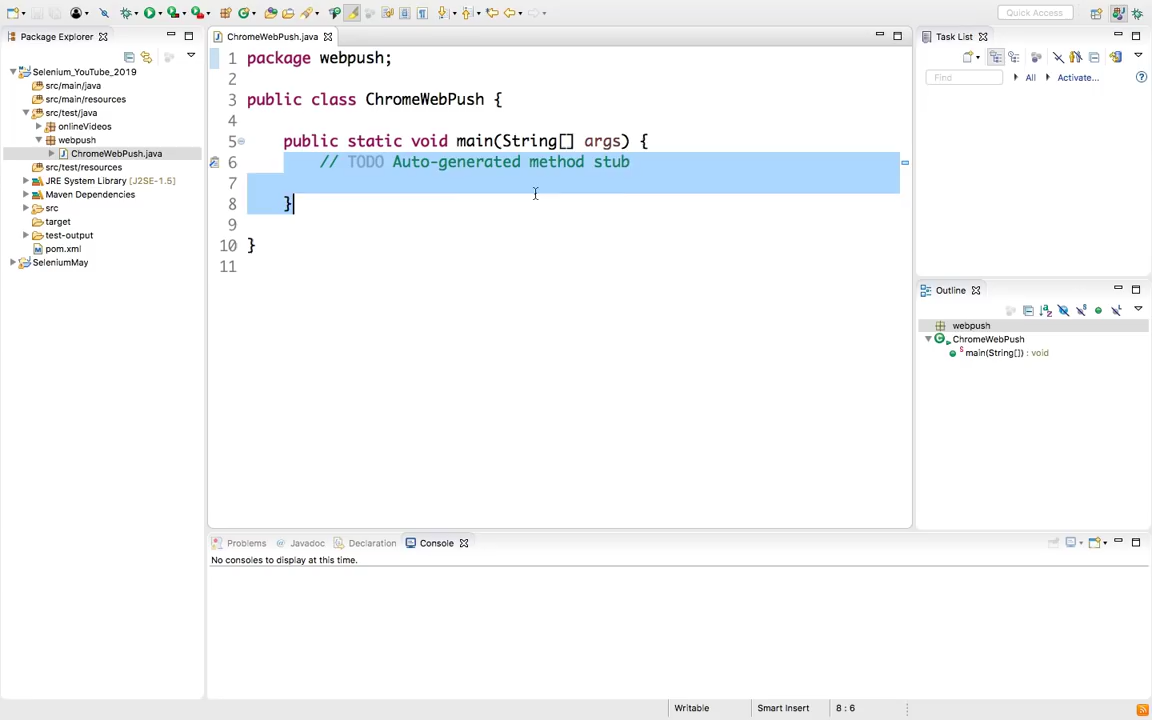 Quick Access
Package Explorer
Selenium_YouTube_2019
src/main/java
src/main/resources
src/test/java
onlineVideos
webpush
ChromeWebPush.java
src/test/resources
JRE System Library [J2SE-1.5]
Maven Dependencies
src
target
test-output
pom.xml
SeleniumMay
ChromeWebPush.java
1 package webpush;
2
3 public class ChromeWebPush {
4
5 public static void main(String[] args) {
6 // TODO Auto-generated method stub
7
8 }
9
10 }
11
Task List
Find
All
Activate...
Outline
webpush
ChromeWebPush
main(String[]) : void
Problems
Javadoc
Declaration
Console
No consoles to display at this time.
Writable
Smart Insert
8 : 6